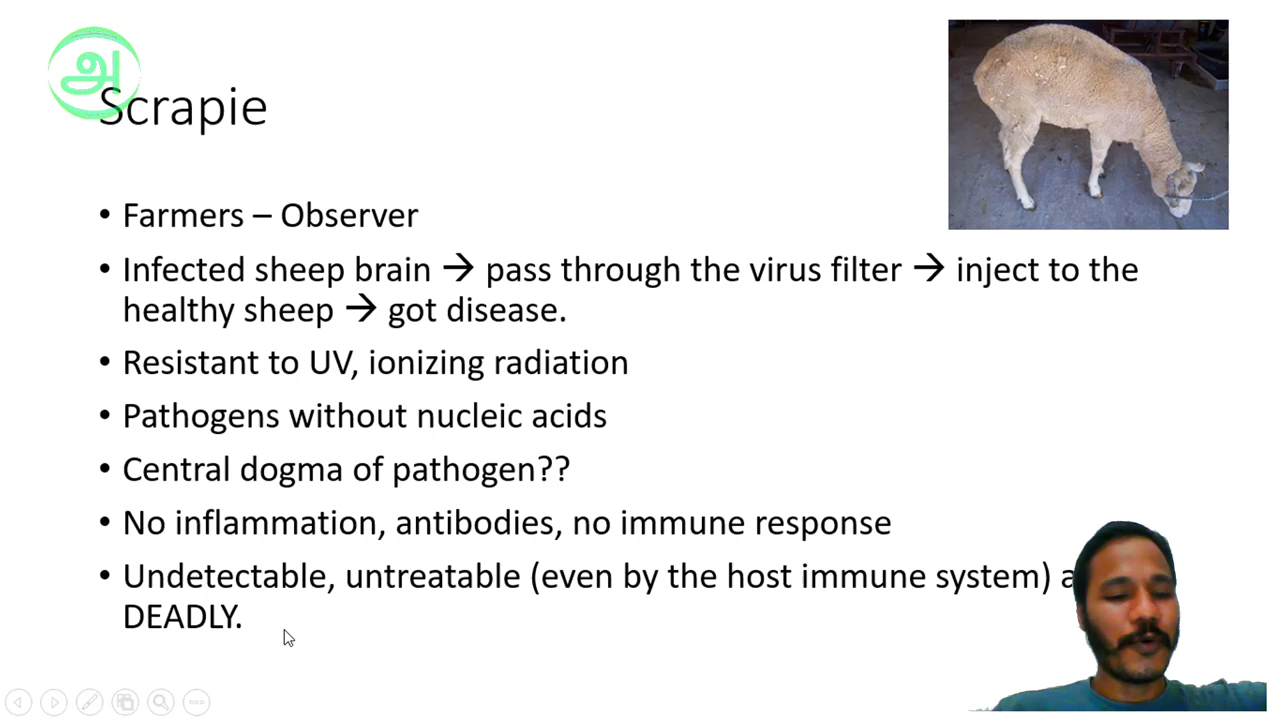 அ
Scrapie
• Farmers – Observer
• Infected sheep brain → pass through the virus filter → inject to the
healthy sheep → got disease.
• Resistant to UV, ionizing radiation
• Pathogens without nucleic acids
• Central dogma of pathogen??
• No inflammation, antibodies, no immune response
• Undetectable, untreatable (even by the host immune system)
DEADLY.